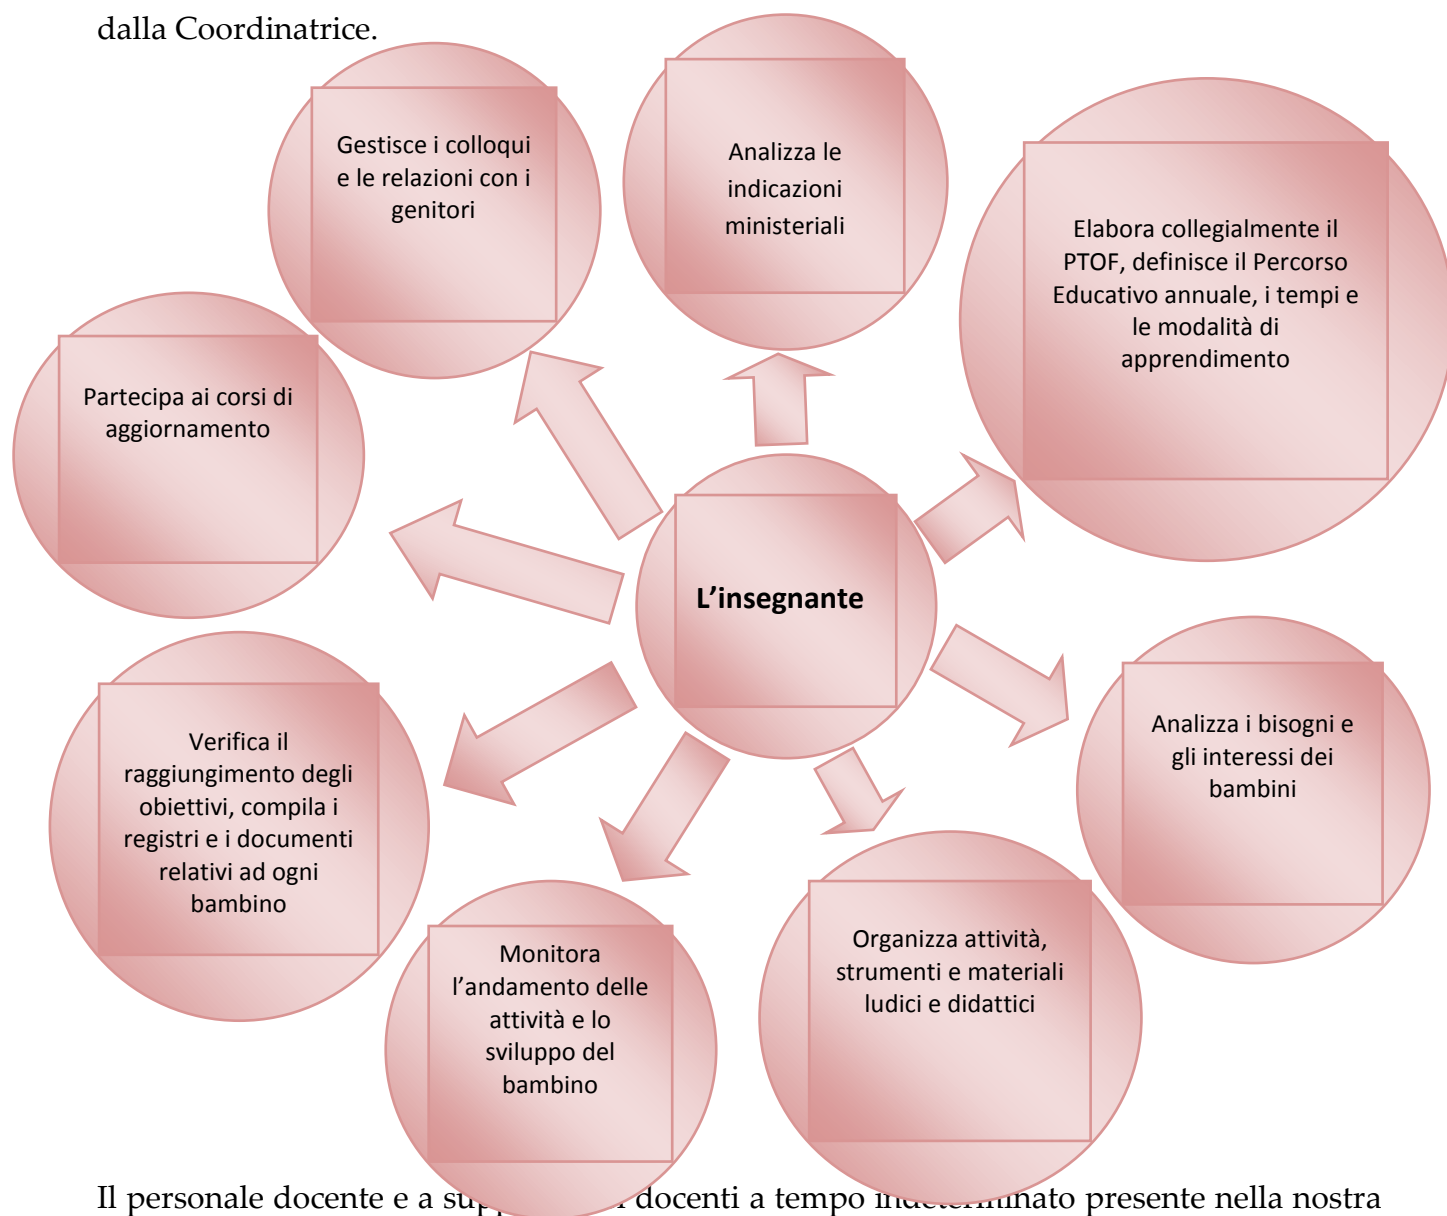 dalla Coordinatrice.
Gestisce i colloqui
e le relazioni con i
genitori
Analizza le
indicazioni
ministeriali
Elabora collegialmente il
PTOF, definisce il Percorso
Educativo annuale, i tempi e
le modalità di
apprendimento
Partecipa ai corsi di
aggiornamento
L'insegnante
Analizza i bisogni e
gli interessi dei
bambini
Verifica il
raggiungimento degli
obiettivi, compila i
registri e i documenti
relativi ad ogni
bambino
Organizza attività,
strumenti e materiali
ludici e didattici
Monitora
l'andamento delle
attività e lo
sviluppo del
bambino
Il personale docente e a docenti a tempo indeterminato presente nella nostra